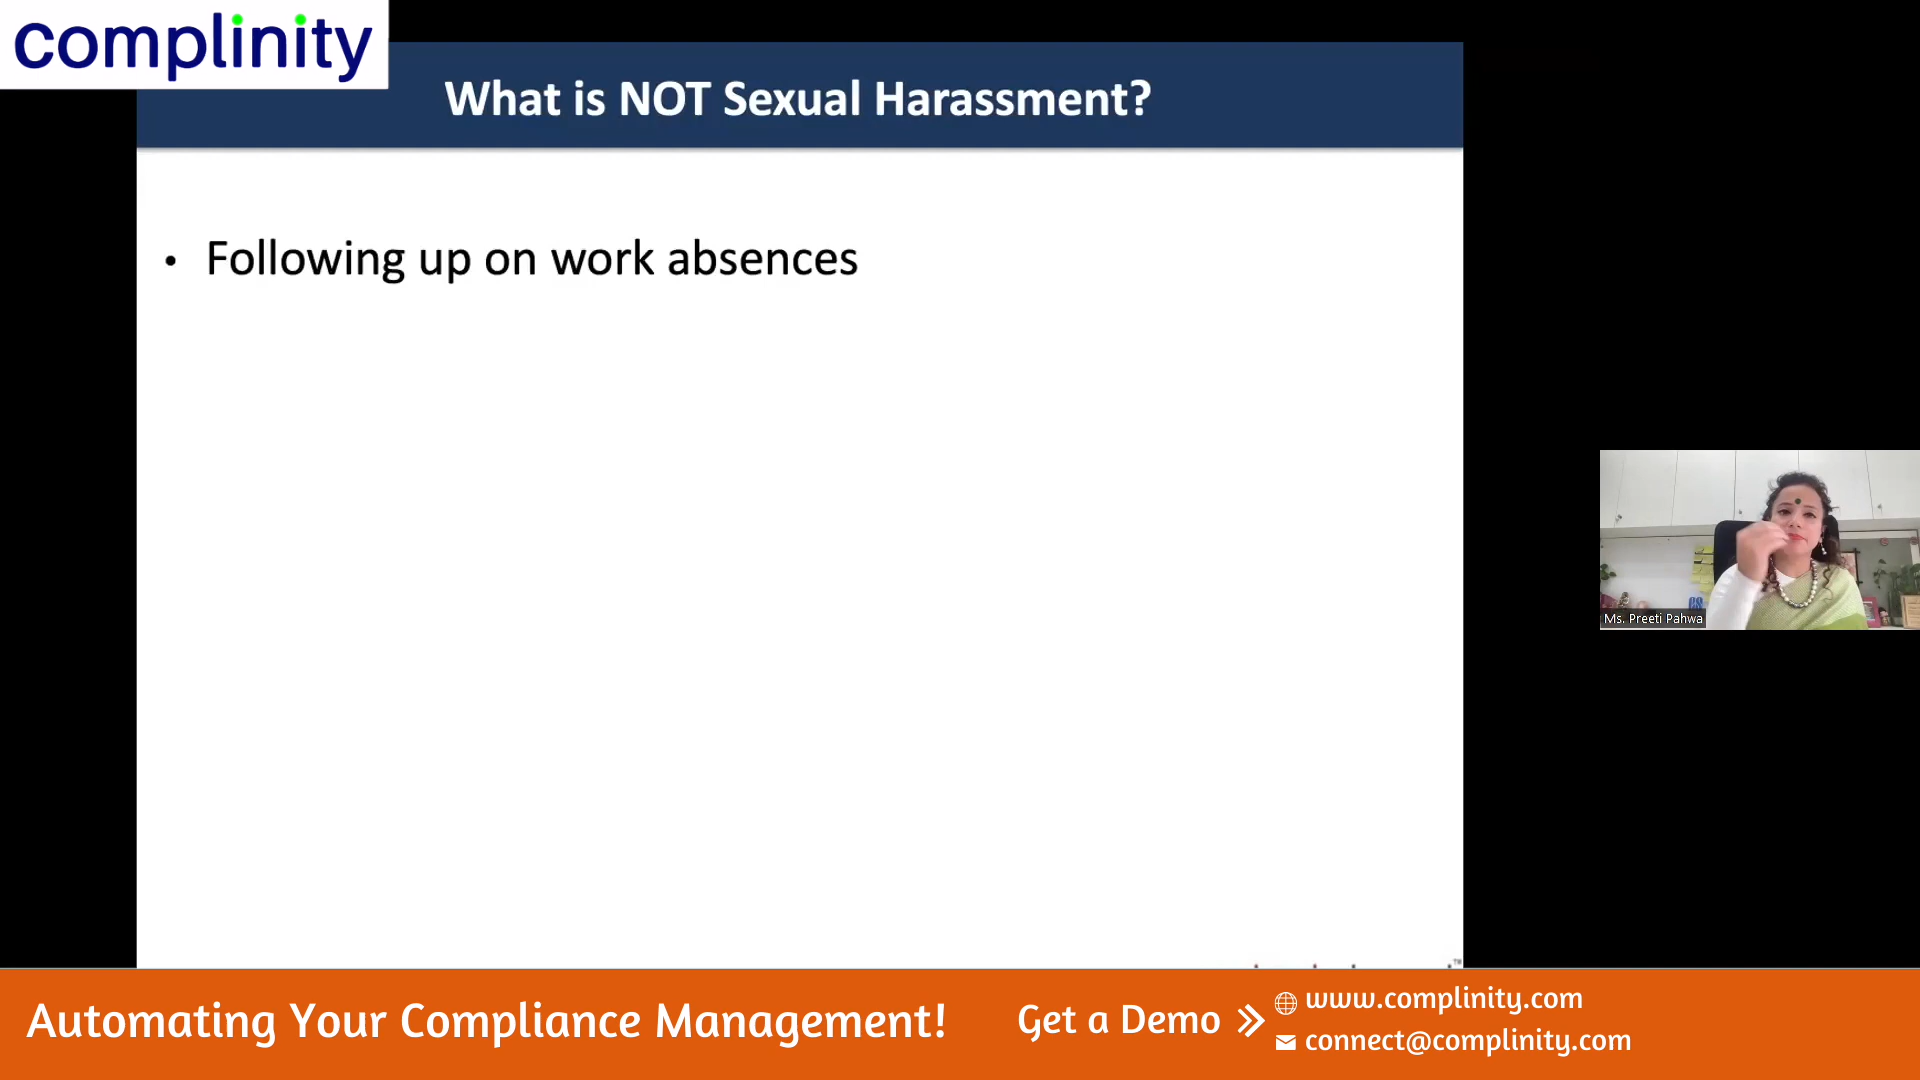 complinity
What is NOT Sexual Harassment?
• Following up on work absences
Ms. Preeti Pahwa
Automating Your Compliance Management!
Get a Demo »
www.complinity.com
connect@complinity.com